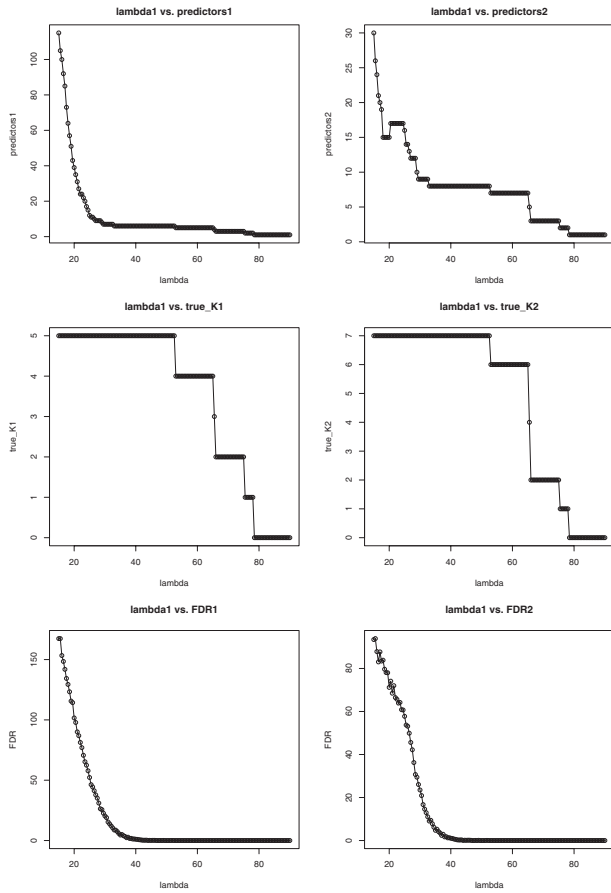 lambda1 vs. predictors1
predictors1
0 20 40 60 80 100
20 40 60 80
lambda
lambda1 vs. predictors2
predictors2
0 5 10 15 20 25 30
20 40 60 80
lambda
lambda1 vs. true_K1
true_K1
0 1 2 3 4 5
20 40 60 80
lambda
lambda1 vs. true_K2
true_K2
0 1 2 3 4 5 6 7
20 40 60 80
lambda
lambda1 vs. FDR1
FDR
0 50 100 150
20 40 60 80
lambda
lambda1 vs. FDR2
FDR
0 20 40 60 80
20 40 60 80
lambda